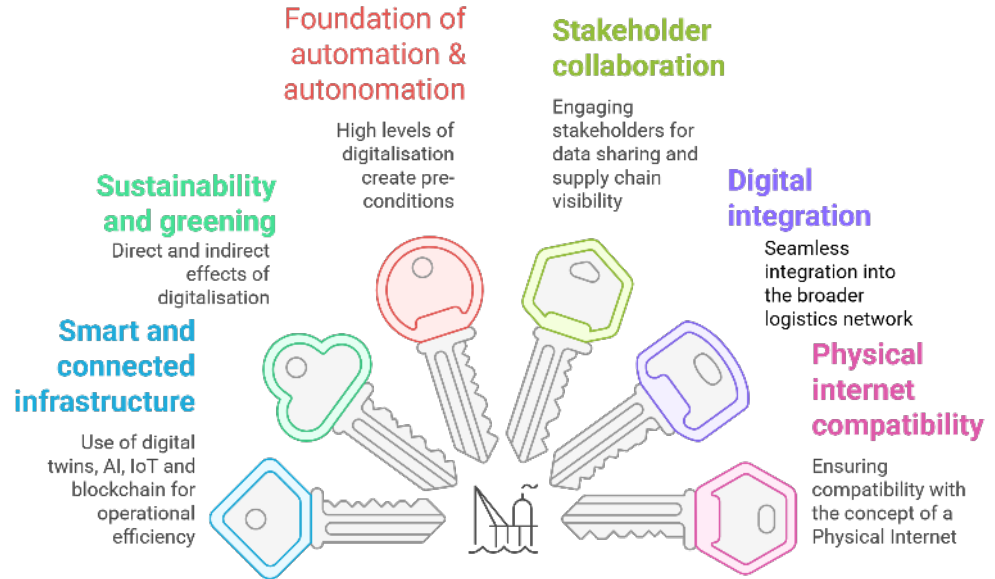 Foundation of
automation &
autonomation
High levels of
digitalisation
create pre-
conditions
Stakeholder
collaboration
Engaging
stakeholders for
data sharing and
supply chain
visibility
Sustainability
and greening
Direct and indirect
effects of
digitalisation
Digital
integration
Seamless
integration into
the broader
logistics network
Smart and
connected
infrastructure
Use of digital
twins, AI, IoT and
blockchain for
operational
efficiency
Physical
internet
compatibility
Ensuring
compatibility with
the concept of a
Physical Internet